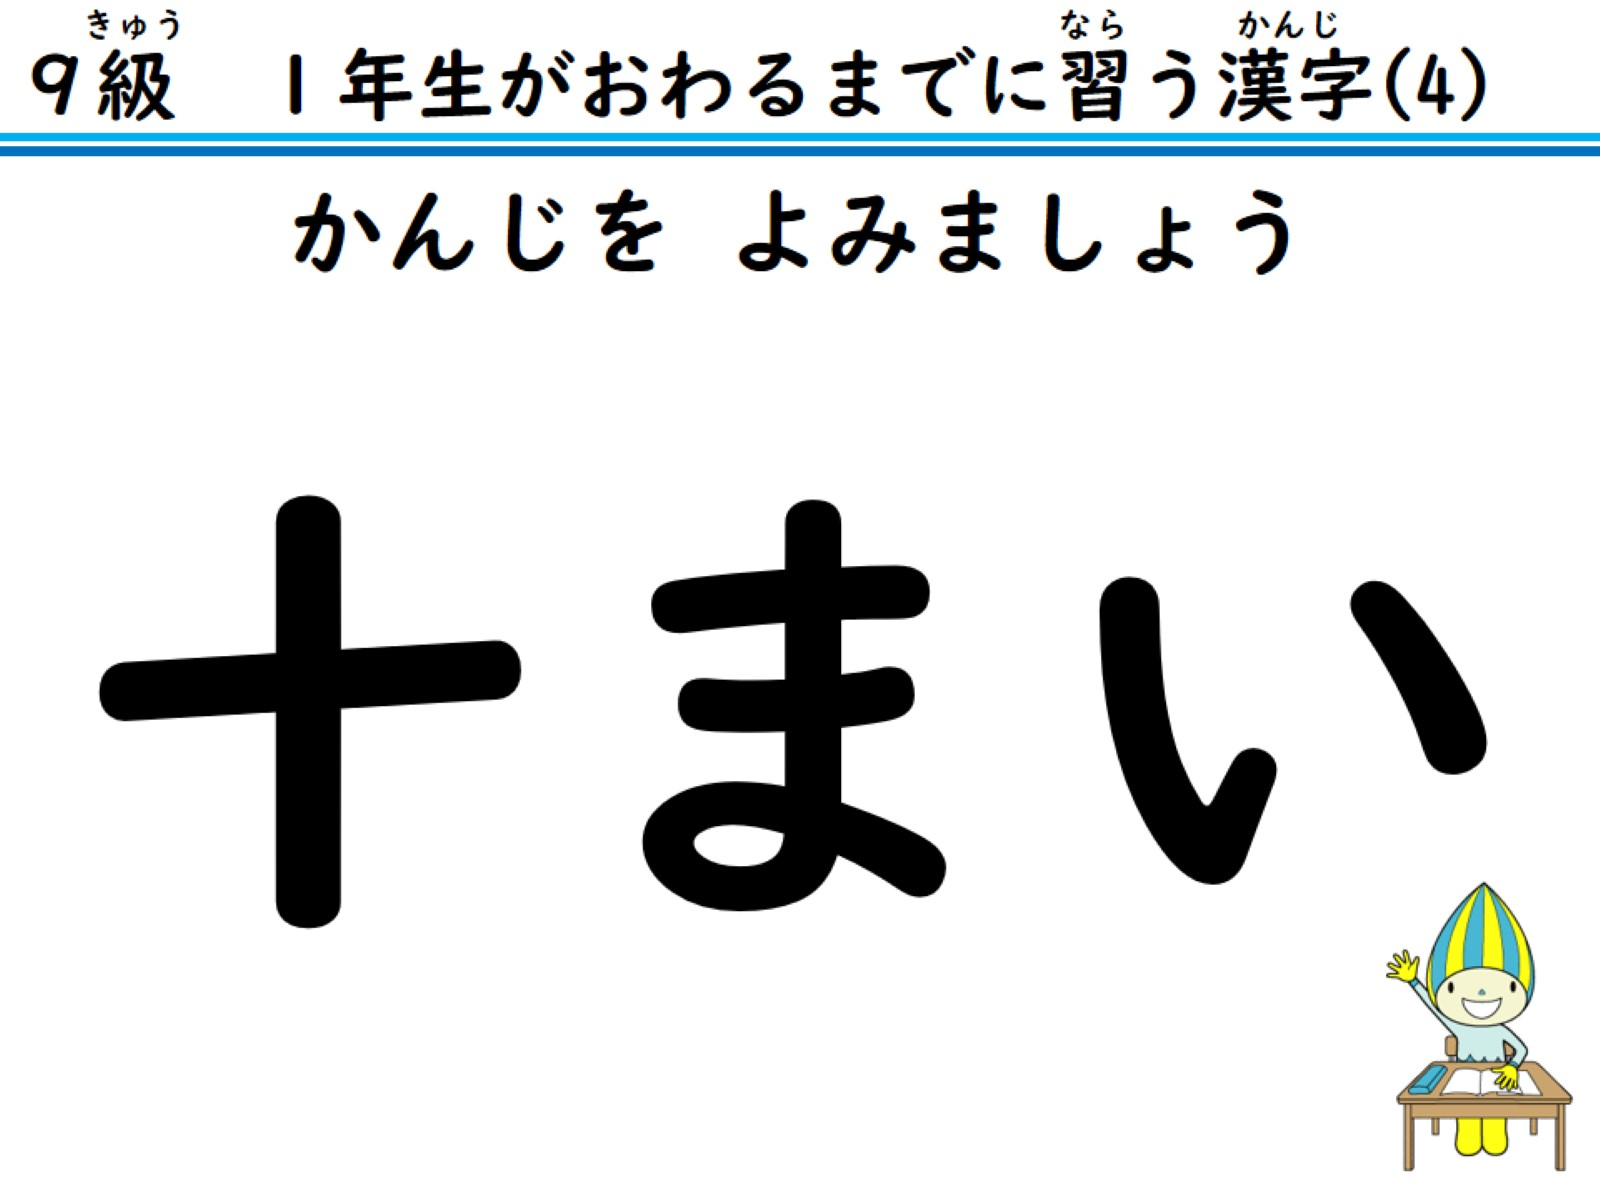 きゅう なら かんじ
9級 1年生がおわるまでに習う漢字(4)
かんじを よみましょう
十まい